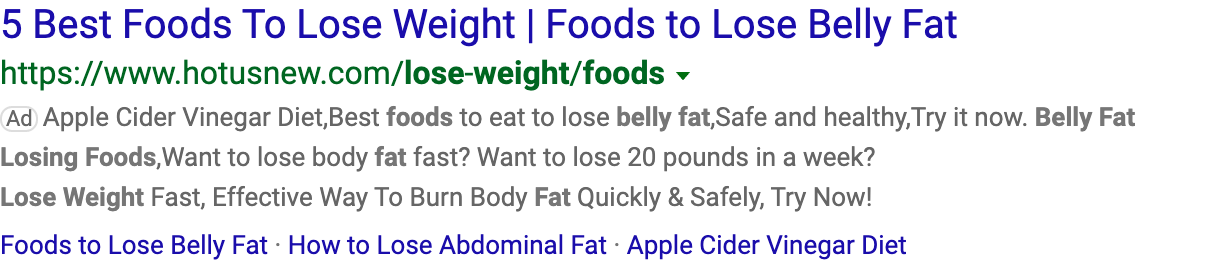 5 Best Foods To Lose Weight | Foods to Lose Belly Fat
https://www.hotusnew.com/lose-weight/foods
Ad Apple Cider Vinegar Diet,Best foods to eat to lose belly fat,Safe and healthy,Try it now. Belly Fat
Losing Foods,Want to lose body fat fast? Want to lose 20 pounds in a week?
Lose Weight Fast, Effective Way To Burn Body Fat Quickly & Safely, Try Now!
Foods to Lose Belly Fat · How to Lose Abdominal Fat · Apple Cider Vinegar Diet